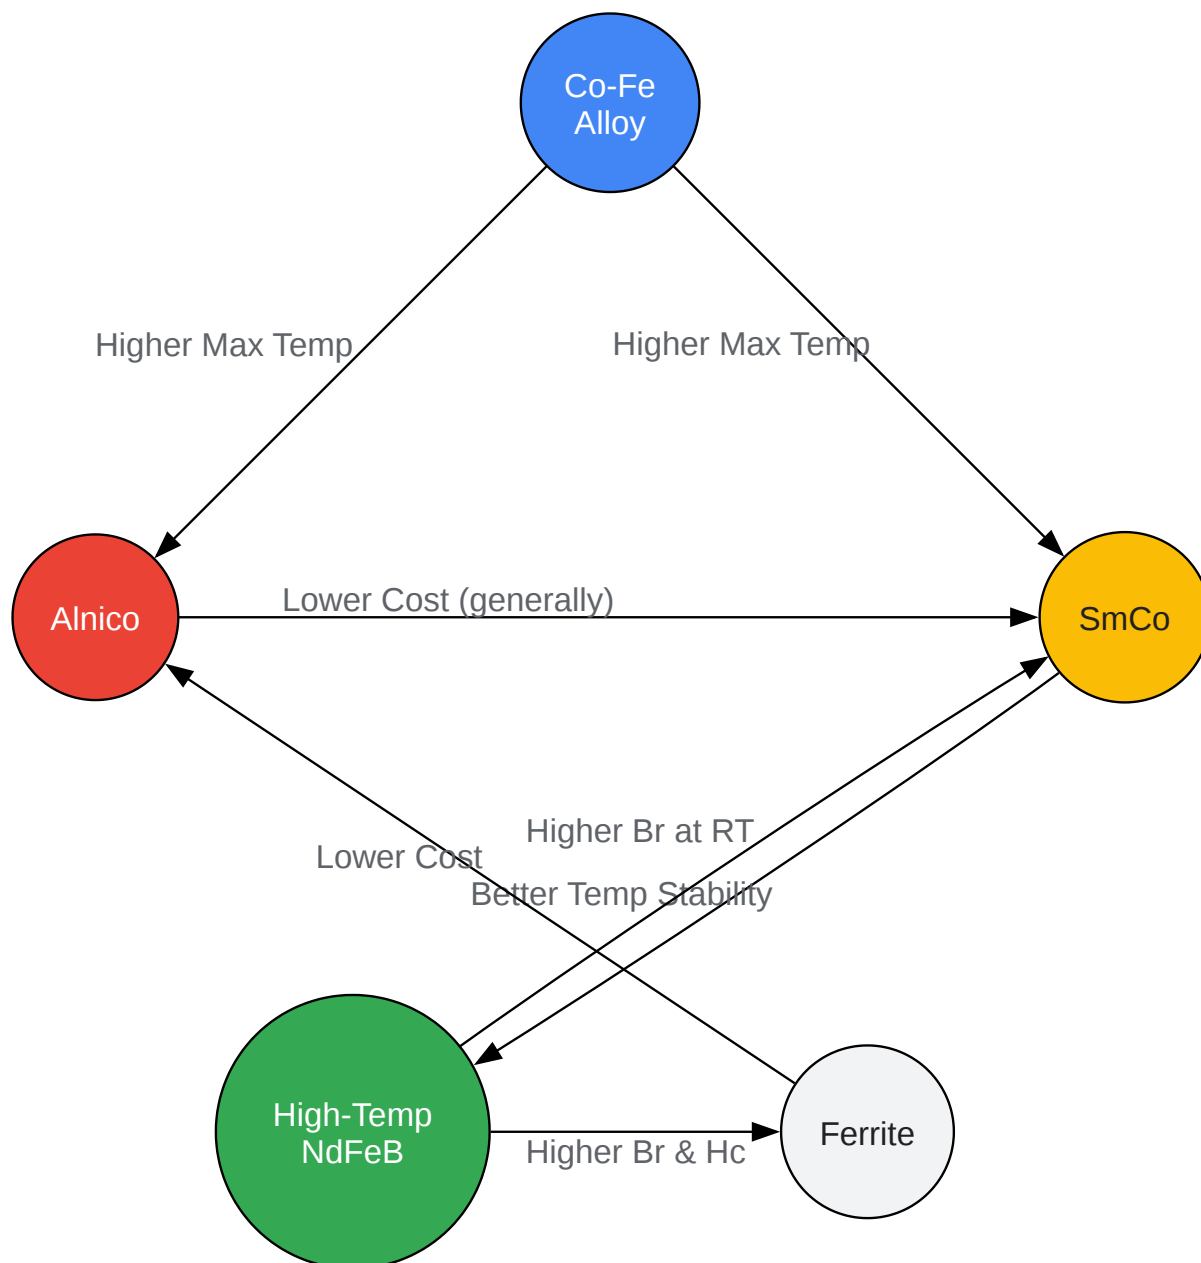 Co-Fe
Alloy
Higher Max Temp
Higher Max Temp
Lower Cost (generally)
Alnico
SmCo
Higher Br at RT
Lower Cost
Better Temp Stability
High-Temp
NdFeB
Higher Br & Hc
Ferrite